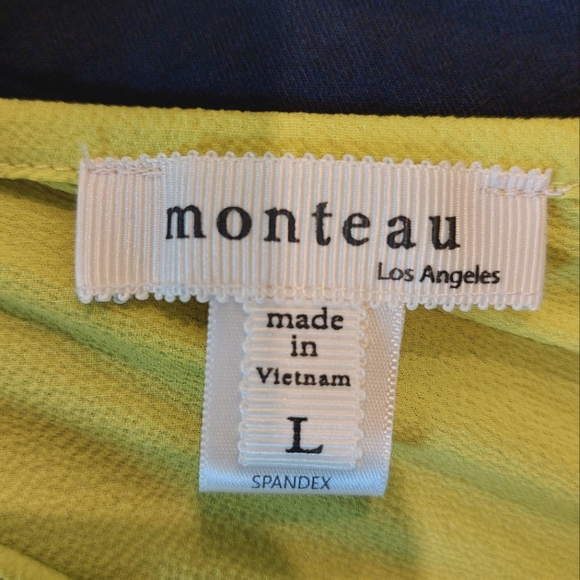 monteau
Los Angeles
made
in
Vietnam
L
SPANDEX